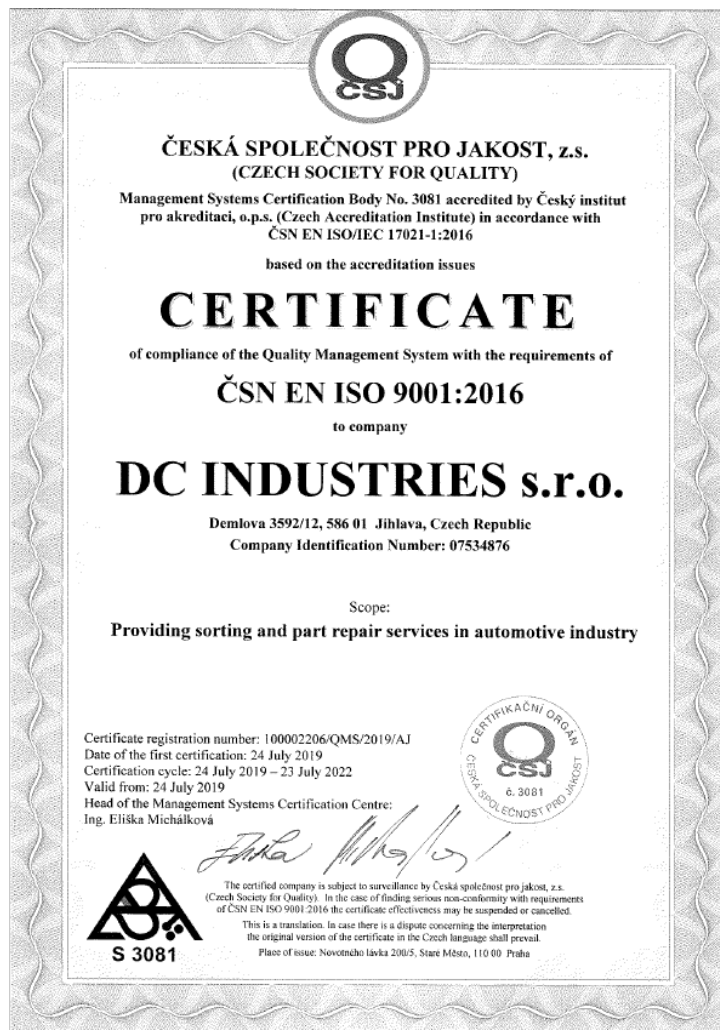 ČSJ
ČESKÁ SPOLEČNOST PRO JAKOST, z.s.
(CZECH SOCIETY FOR QUALITY)
Management Systems Certification Body No. 3081 accredited by Český institut
pro akreditaci, o.p.s. (Czech Accreditation Institute) in accordance with
ČSN EN ISO/IEC 17021-1:2016
based on the accreditation issues
CERTIFICATE
of compliance of the Quality Management System with the requirements of
ČSN EN ISO 9001:2016
to company
DC INDUSTRIES s.r.o.
Demlova 3592/12, 586 01 Jihlava, Czech Republic
Company Identification Number: 07534876
Scope:
Providing sorting and part repair services in automotive industry
Certificate registration number: 100002206/QMS/2019/AJ
Date of the first certification: 24 July 2019
Certification cycle: 24 July 2019 – 23 July 2022
Valid from: 24 July 2019
Head of the Management Systems Certification Centre:
Ing. Eliška Michálková
CERTIFIKAČNÍ ORGÁN
ČSJ
č. 3081
ČESKÁ SPOLEČNOST PRO JAKOST
The certified company is subject to surveillance by Česká společnost pro jakost, z.s.
(Czech Society for Quality). In the case of finding serious non-conformity with requirements
of ČSN EN ISO 9001:2016 the certificate effectiveness may be suspended or cancelled.
This is a translation. In case there is a dispute concerning the interpretation
the original version of the certificate in the Czech language shall prevail.
Place of issue: Novotného lávka 200/5, Staré Město, 110 00 Praha
S 3081